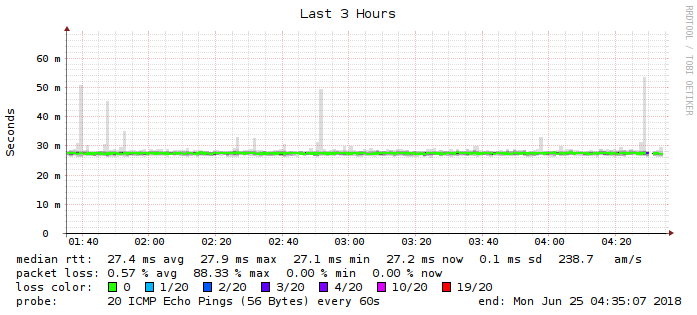 Last 3 Hours
RRDTOOL / TOBI OETIKER
Seconds
60 m
50 m
40 m
30 m
20 m
10 m
0
01:40 02:00 02:20 02:40 03:00 03:20 03:40 04:00 04:20
median rtt: 27.4 ms avg 27.9 ms max 27.1 ms min 27.2 ms now 0.1 ms sd 238.7 am/s
packet loss: 0.57 % avg 88.33 % max 0.00 % min 0.00 % now
loss color: 0 1/20 2/20 3/20 4/20 10/20 19/20
probe: 20 ICMP Echo Pings (56 Bytes) every 60s end: Mon Jun 25 04:35:07 2018